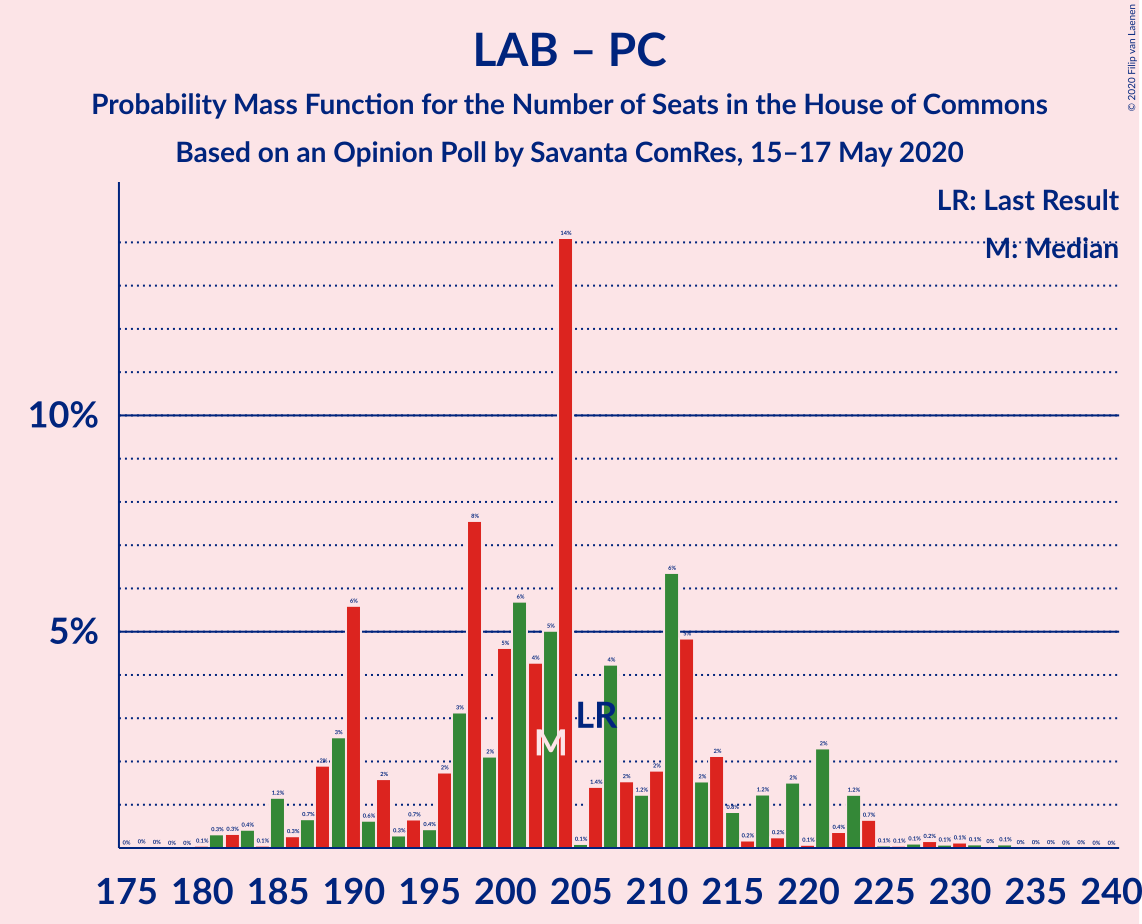 LAB – PC
Probability Mass Function for the Number of Seats in the House of Commons
Based on an Opinion Poll by Savanta ComRes, 15–17 May 2020
© 2020 Filip van Laenen
LR: Last Result
M: Median
10%
5%
0% 0% 0% 0% 0% 0.1% 0.3% 0.3% 0.4% 0.1% 1.2% 0.3% 0.7% 2% 3% 6% 0.6% 2% 0.3% 0.7% 0.4% 2% 3% 8% 2% 5% 6% 4% 5% 14% 0.1% 1.4% 4% 2% 1.2% 2% 6% 5% 2% 2% 0.8% 0.2% 1.2% 0.2% 2% 0.1% 2% 0.4% 1.2% 0.7% 0.1% 0.1% 0.1% 0.2% 0.1% 0.1% 0.1% 0% 0.1% 0% 0% 0% 0% 0% 0% 0%
LR
M
175 180 185 190 195 200 205 210 215 220 225 230 235 240